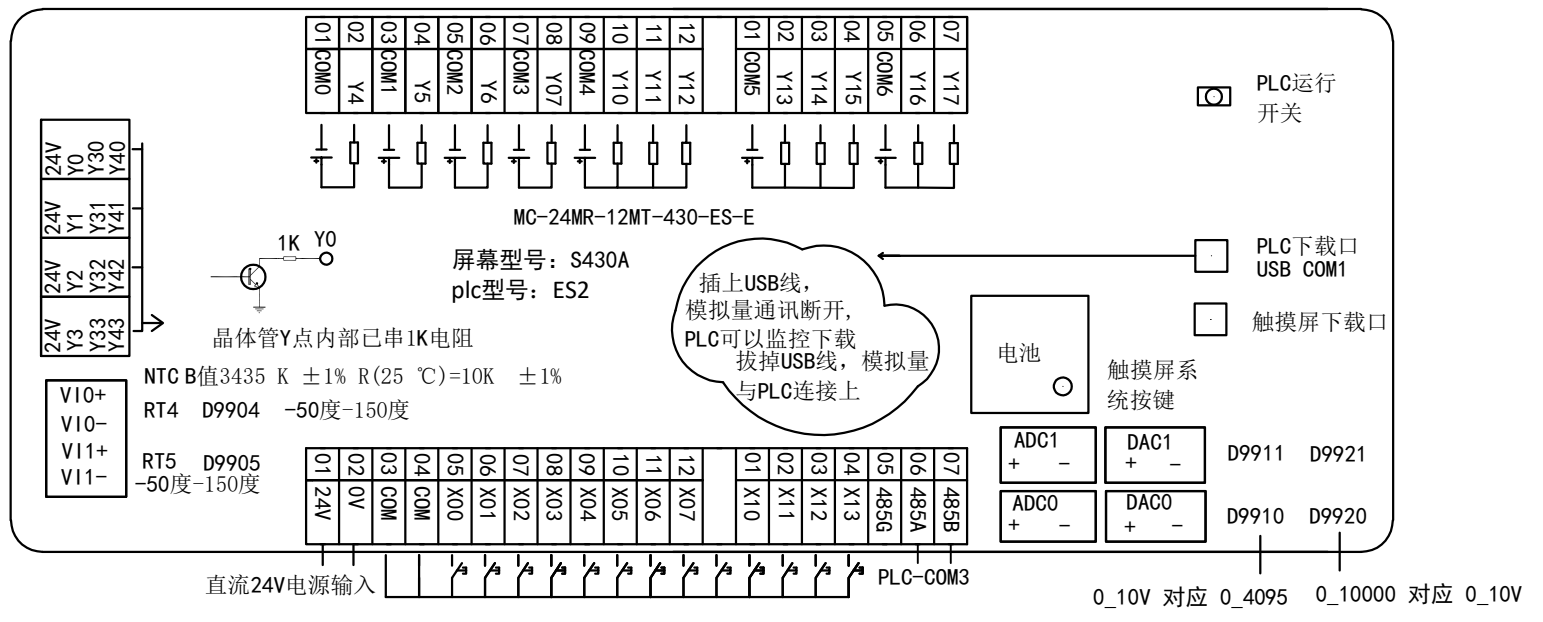 01 02 03 04 05 06 07 08 09 10 11 12 01 02 03 04 05 06 07
COM0 Y4 COM1 Y5 COM2 Y6 COM3 Y07 COM4 Y10 Y11 Y12 COM5 Y13 Y14 Y15 COM6 Y16 Y17
PLC运行
开关
24V
Y0
Y30
Y40
24V
Y1
Y31
Y41
24V
Y2
Y32
Y42
24V
Y3
Y33
Y43
MC-24MR-12MT-430-ES-E
1K Y0
屏幕型号: S430A
plc型号: ES2
晶体管Y点内部已串1K电阻
插上USB线,
模拟量通讯断开,
PLC可以监控下载
拔掉USB线, 模拟量
与PLC连接上
PLC下载口
USB COM1
触摸屏下载口
电池
触摸屏系
统按键
NTC B值3435 K ±1% R(25 ℃)=10K ±1%
RT4 D9904 -50度-150度
RT5 D9905
-50度-150度
VI0+
VI0-
VI1+
VI1-
ADC1
+ -
DAC1
+ -
D9911 D9921
ADC0
+ -
DAC0
+ -
D9910 D9920
01 02 03 04 05 06 07 08 09 10 11 12 01 02 03 04 05 06 07
24V 0V COM COM X00 X01 X02 X03 X04 X05 X06 X07 X10 X11 X12 X13 485G 485A 485B
直流24V电源输入
PLC-COM3
0_10V 对应 0_4095
0_10000 对应 0_10V